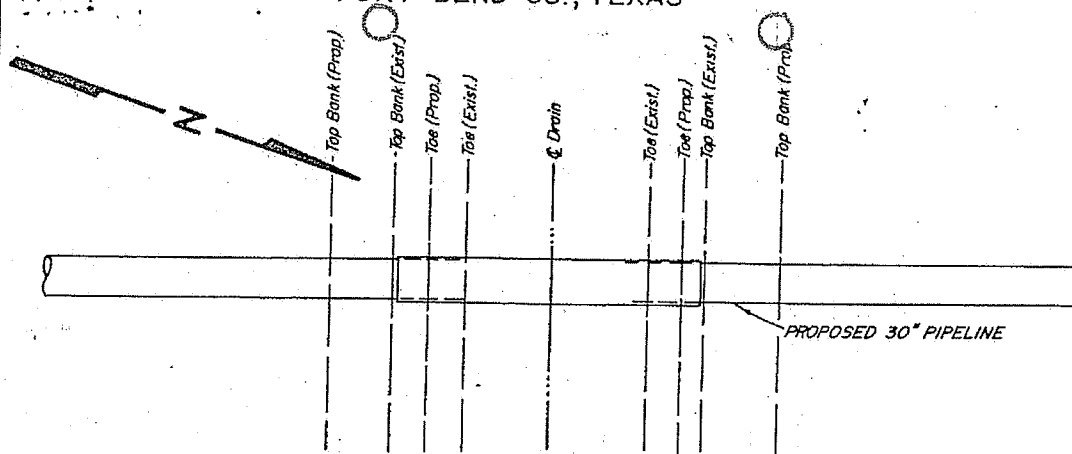 BEND CO., TEXAS
Top Bank (Prop.)
Top Bank (Exist.)
Toe (Prop.)
Toe (Exist.)
℄ Drain
Toe (Exist.)
Toe (Prop.)
Top Bank (Exist.)
Top Bank (Prop.
N
PROPOSED 30" PIPELINE